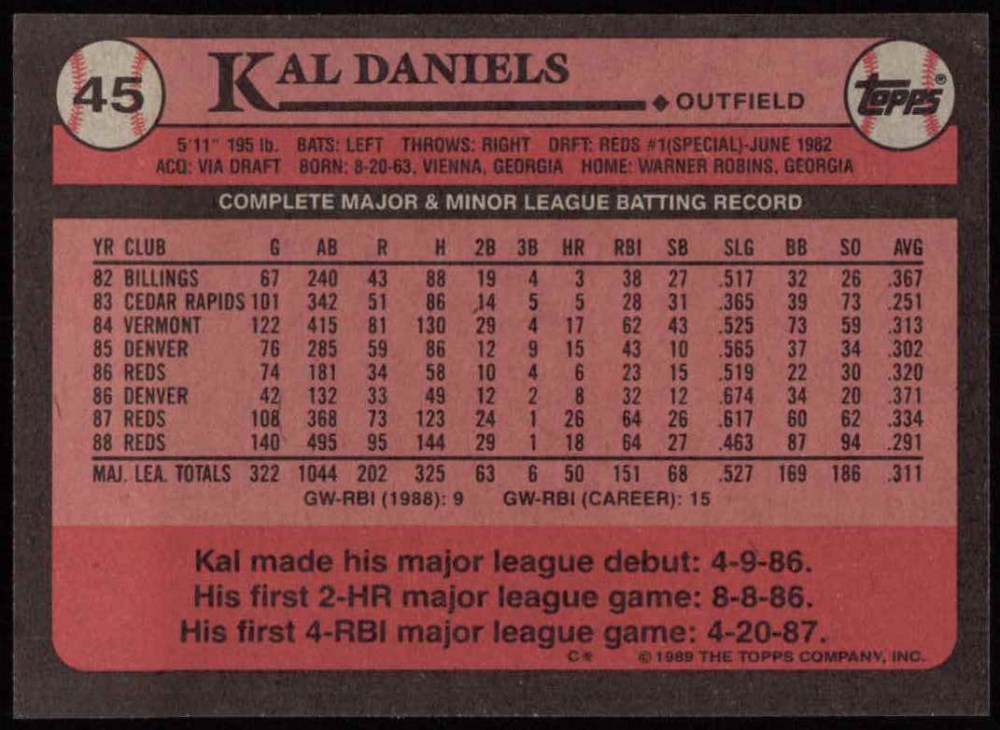 45
KAL DANIELS
◆ OUTFIELD
TOPPS®
5'11" 195 lb. BATS: LEFT THROWS: RIGHT DRFT: REDS #1(SPECIAL)-JUNE 1982
ACQ: VIA DRAFT BORN: 8-20-63, VIENNA, GEORGIA HOME: WARNER ROBINS, GEORGIA
COMPLETE MAJOR & MINOR LEAGUE BATTING RECORD
YR CLUB G AB R H 2B 3B HR RBI SB SLG BB SO AVG
82 BILLINGS 67 240 43 88 19 4 3 38 27 .517 32 26 .367
83 CEDAR RAPIDS 101 342 51 86 14 5 5 28 31 .365 39 73 .251
84 VERMONT 122 415 81 130 29 4 17 62 43 .525 73 59 .313
85 DENVER 76 285 59 86 12 9 15 43 10 .565 37 34 .302
86 REDS 74 181 34 58 10 4 6 23 15 .519 22 30 .320
86 DENVER 42 132 33 49 12 2 8 32 12 .674 34 20 .371
87 REDS 108 368 73 123 24 1 26 64 26 .617 60 62 .334
88 REDS 140 495 95 144 29 1 18 64 27 .463 87 94 .291
MAJ. LEA. TOTALS 322 1044 202 325 63 6 50 151 68 .527 169 186 .311
GW-RBI (1988): 9 GW-RBI (CAREER): 15
Kal made his major league debut: 4-9-86.
His first 2-HR major league game: 8-8-86.
His first 4-RBI major league game: 4-20-87.
C* © 1989 THE TOPPS COMPANY, INC.